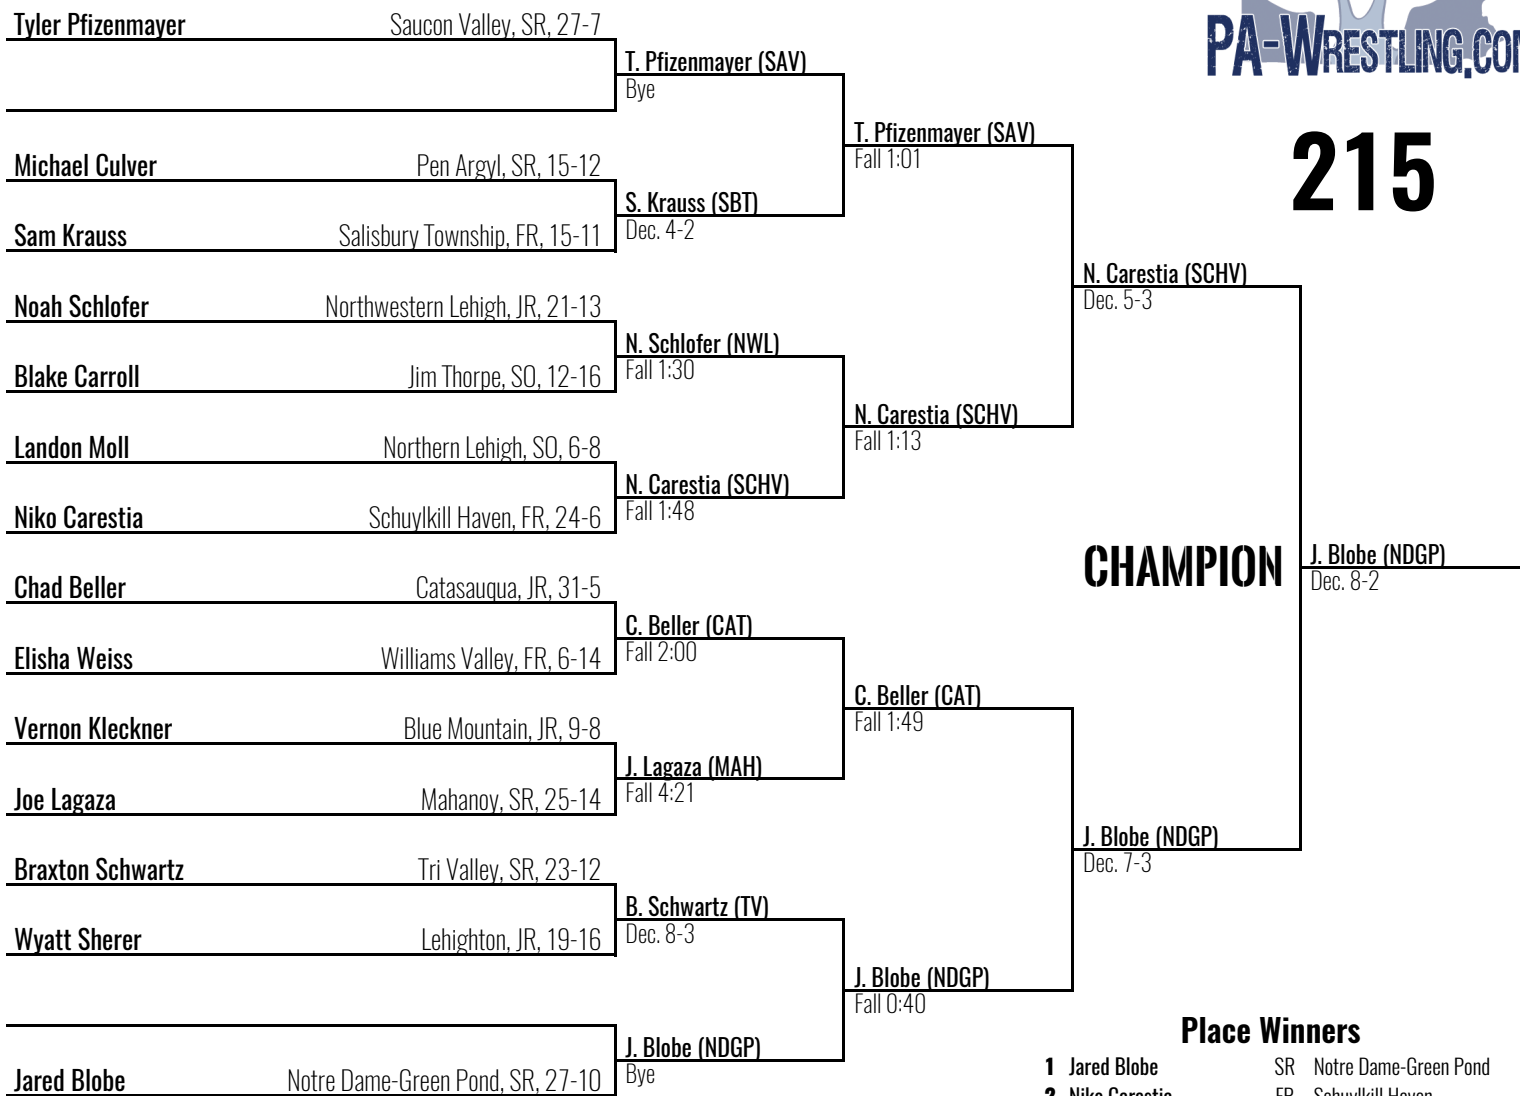 Tyler Pfizenmayer Saucon Valley, SR, 27-7
T. Pfizenmayer (SAV)
Bye
PA-WRESTLING.COM
T. Pfizenmayer (SAV)
Fall 1:01
215
Michael Culver Pen Argyl, SR, 15-12
S. Krauss (SBT)
Dec. 4-2
Sam Krauss Salisbury Township, FR, 15-11
N. Carestia (SCHV)
Dec. 5-3
Noah Schlofer Northwestern Lehigh, JR, 21-13
N. Schlofer (NWL)
Fall 1:30
Blake Carroll Jim Thorpe, SO, 12-16
N. Carestia (SCHV)
Fall 1:13
Landon Moll Northern Lehigh, SO, 6-8
N. Carestia (SCHV)
Fall 1:48
Niko Carestia Schuylkill Haven, FR, 24-6
CHAMPION
J. Blobe (NDGP)
Dec. 8-2
Chad Beller Catasauqua, JR, 31-5
C. Beller (CAT)
Fall 2:00
Elisha Weiss Williams Valley, FR, 6-14
C. Beller (CAT)
Fall 1:49
Vernon Kleckner Blue Mountain, JR, 9-8
J. Lagaza (MAH)
Fall 4:21
Joe Lagaza Mahanoy, SR, 25-14
J. Blobe (NDGP)
Dec. 7-3
Braxton Schwartz Tri Valley, SR, 23-12
B. Schwartz (TV)
Dec. 8-3
Wyatt Sherer Lehighton, JR, 19-16
J. Blobe (NDGP)
Fall 0:40
J. Blobe (NDGP)
Bye
Jared Blobe Notre Dame-Green Pond, SR, 27-10
Place Winners
1 Jared Blobe SR Notre Dame-Green Pond
2 Niko Carestia FR Schuylkill Haven